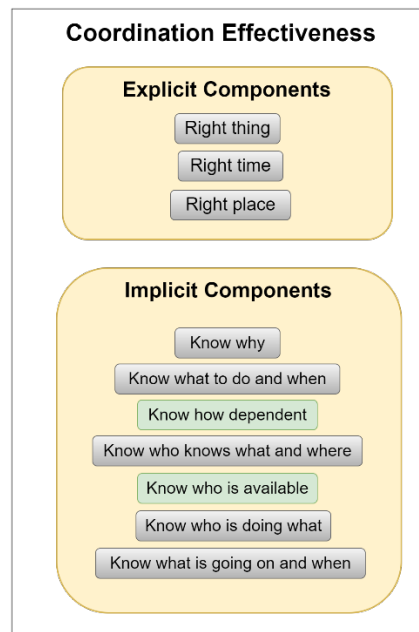 Coordination Effectiveness
Explicit Components
Right thing
Right time
Right place
Implicit Components
Know why
Know what to do and when
Know how dependent
Know who knows what and where
Know who is available
Know who is doing what
Know what is going on and when